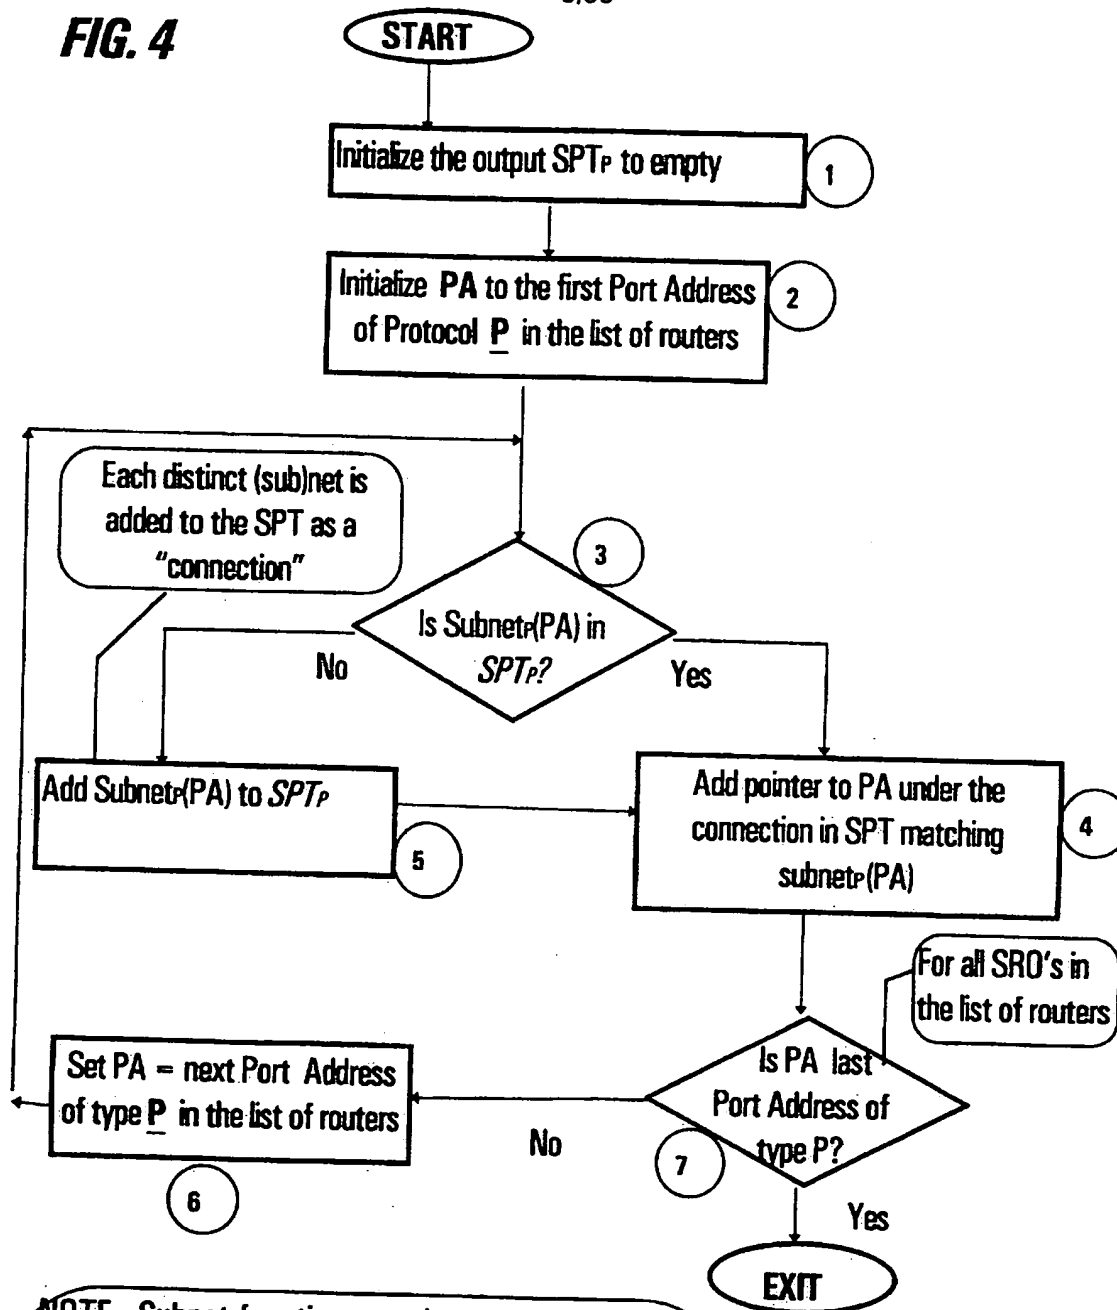 FIG. 4
START
Initialize the output SPTP to empty
1
Initialize PA to the first Port Address
of Protocol P in the list of routers
2
Each distinct (sub)net is
added to the SPT as a
"connection"
3
Is SubnetP(PA) in
SPTP?
No
Yes
Add SubnetP(PA) to SPTP
5
Add pointer to PA under the
connection in SPT matching
subnetP(PA)
4
For all SRO's in
the list of routers
Set PA = next Port Address
of type P in the list of routers
6
Is PA last
Port Address of
type P?
7
No
Yes
EXIT
NOTE Subnet